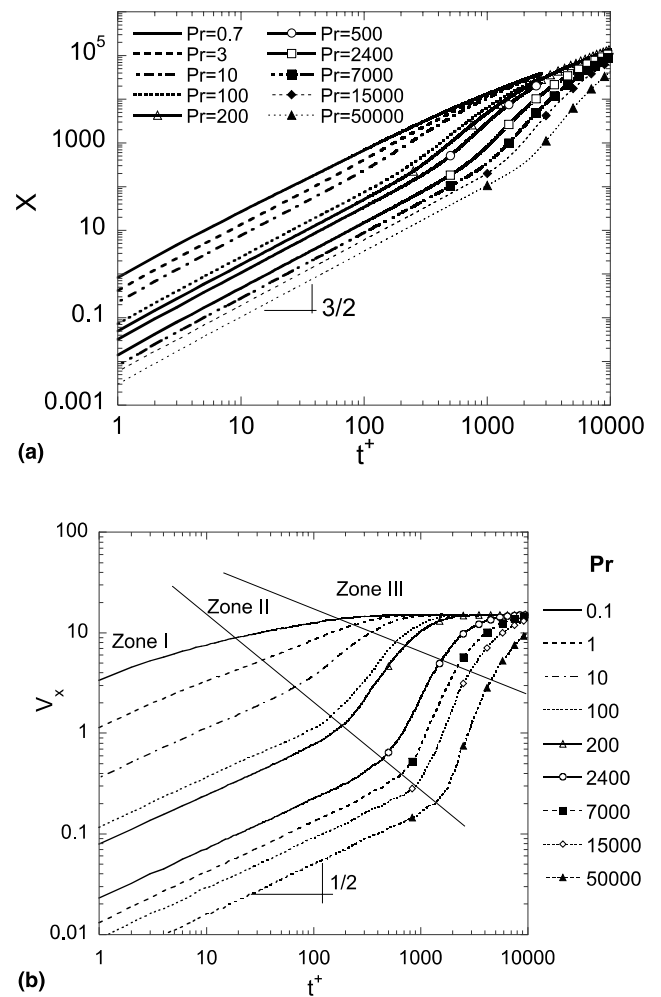 10^5
1000
10
0.1
0.001
X
Pr=0.7
Pr=3
Pr=10
Pr=100
Pr=200
Pr=500
Pr=2400
Pr=7000
Pr=15000
Pr=50000
3/2
1
10
100
1000
10000
(a)
t^+
100
10
1
0.1
0.01
V_x
Zone I
Zone II
Zone III
1/2
1
10
100
1000
10000
(b)
t^+
Pr
0.1
1
10
100
200
2400
7000
15000
50000